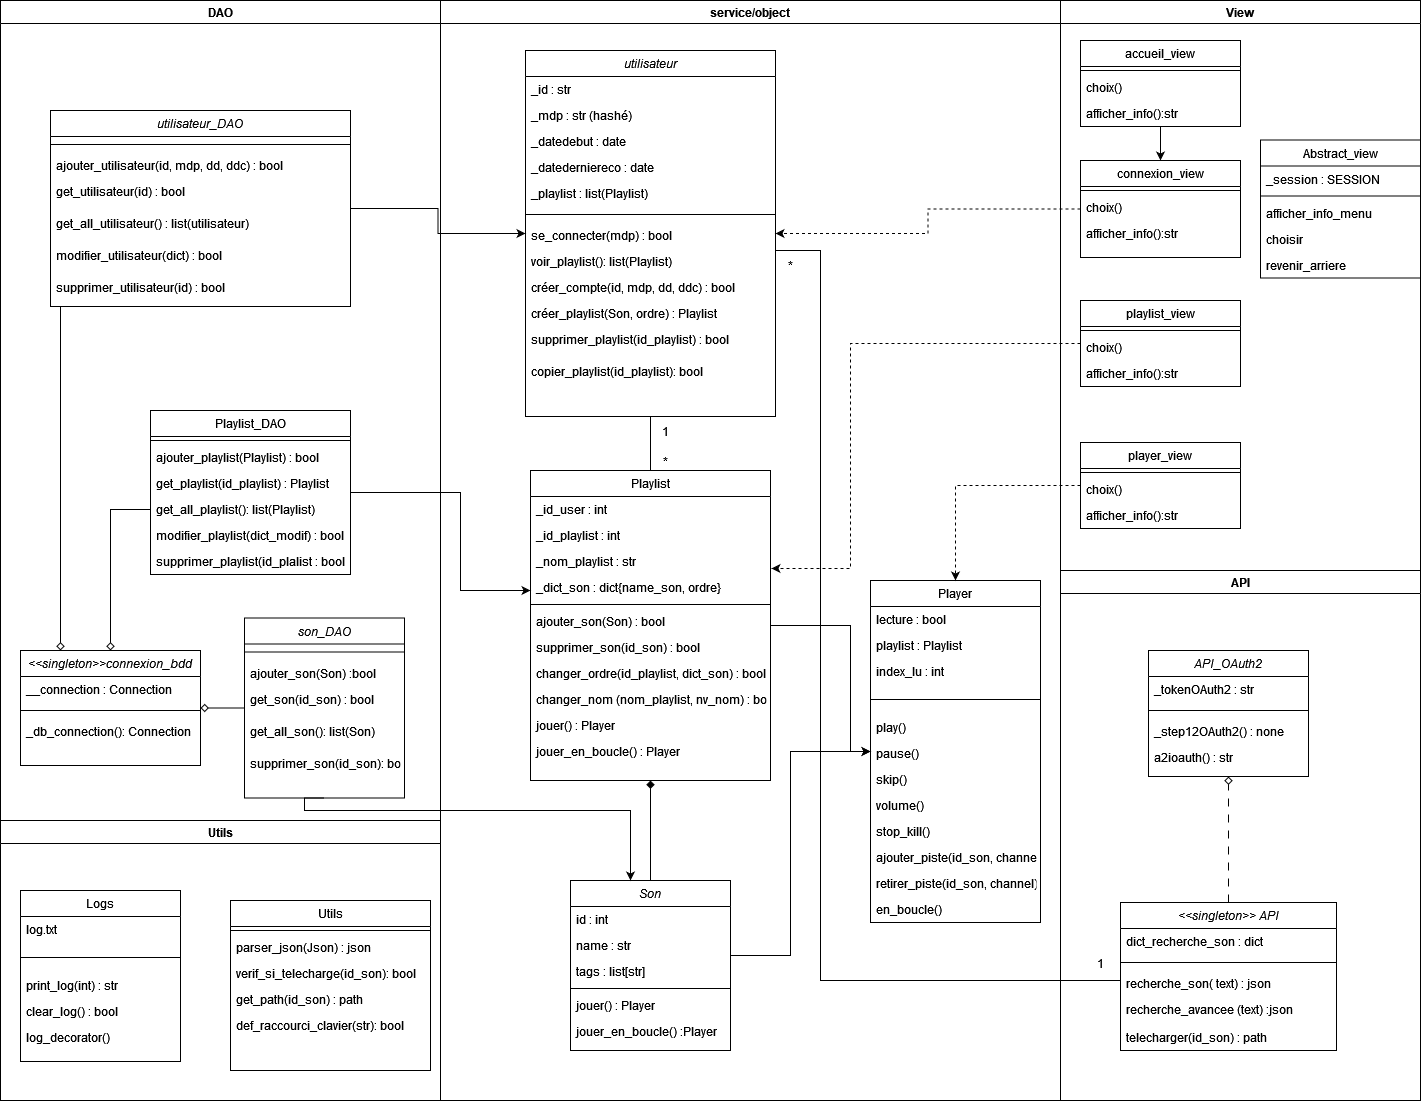 DAO
utilisateur_DAO
ajouter_utilisateur(id, mdp, dd, ddc) : bool
get_utilisateur(id) : bool
get_all_utilisateur() : list(utilisateur)
modifier_utilisateur(dict) : bool
supprimer_utilisateur(id) : bool
Playlist_DAO
ajouter_playlist(Playlist) : bool
get_playlist(id_playlist) : Playlist
get_all_playlist(): list(Playlist)
modifier_playlist(dict_modif) : bool
supprimer_playlist(id_plalist : bool
son_DAO
ajouter_son(Son) :bool
get_son(id_son) : bool
get_all_son(): list(Son)
supprimer_son(id_son): bo
<<singleton>>connexion_bdd
__connection : Connection
_db_connection(): Connection
Utils
Logs
log.txt
print_log(int) : str
clear_log() : bool
log_decorator()
Utils
parser_json(Json) : json
verif_si_telecharge(id_son): bool
get_path(id_son) : path
def_raccourci_clavier(str): bool
service/object
utilisateur
_id : str
_mdp : str (hashé)
_datedebut : date
_datederniereco : date
_playlist : list(Playlist)
se_connecter(mdp) : bool
voir_playlist(): list(Playlist)
créer_compte(id, mdp, dd, ddc) : bool
créer_playlist(Son, ordre) : Playlist
supprimer_playlist(id_playlist) : bool
copier_playlist(id_playlist): bool
*
1
*
Playlist
_id_user : int
_id_playlist : int
_nom_playlist : str
_dict_son : dict{name_son, ordre}
ajouter_son(Son) : bool
supprimer_son(id_son) : bool
changer_ordre(id_playlist, dict_son) : bool
changer_nom (nom_playlist, nv_nom) : bo
jouer() : Player
jouer_en_boucle() : Player
Player
lecture : bool
playlist : Playlist
index_lu : int
play()
pause()
skip()
volume()
stop_kill()
ajouter_piste(id_son, channe
retirer_piste(id_son, channel)
en_boucle()
Son
id : int
name : str
tags : list[str]
jouer() : Player
jouer_en_boucle() :Player
View
accueil_view
choix()
afficher_info():str
connexion_view
choix()
afficher_info():str
Abstract_view
_session : SESSION
afficher_info_menu
choisir
revenir_arriere
playlist_view
choix()
afficher_info():str
player_view
choix()
afficher_info():str
API
API_OAuth2
_tokenOAuth2 : str
_step12OAuth2() : none
a2ioauth() : str
1
<<singleton>> API
dict_recherche_son : dict
recherche_son( text) : json
recherche_avancee (text) :json
telecharger(id_son) : path